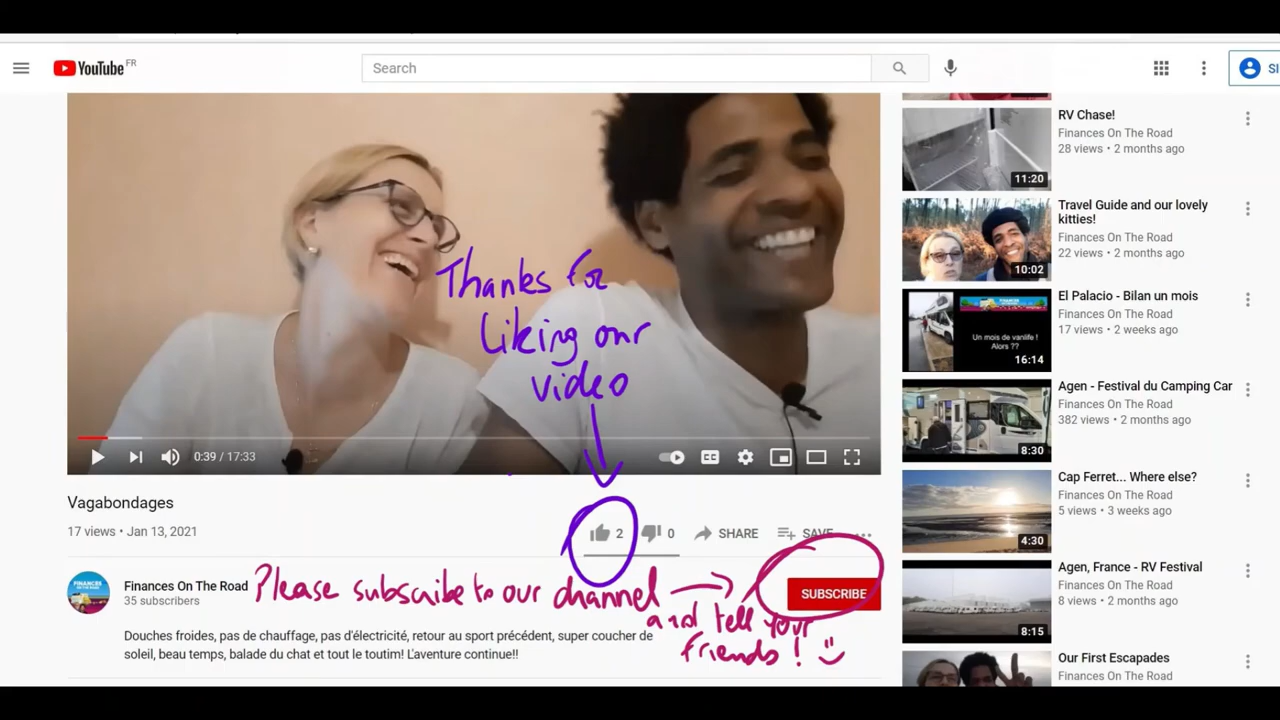 YouTube FR
Search
SI
Thanks for
liking our
video
0:39 / 17:33
CC
Vagabondages
17 views • Jan 13, 2021
2
0
SHARE
SAVE
FINANCES
Finances On The Road
35 subscribers
Please subscribe to our channel
and tell your
friends !
SUBSCRIBE
Douches froides, pas de chauffage, pas d'électricité, retour au sport précédent, super coucher de
soleil, beau temps, balade du chat et tout le toutim! L'aventure continue!!
RV Chase!
Finances On The Road
28 views • 2 months ago
11:20
Travel Guide and our lovely
kitties!
Finances On The Road
22 views • 2 months ago
10:02
El Palacio - Bilan un mois
Finances On The Road
17 views • 2 weeks ago
FINANCES
Un mois de vanlife !
Alors ??
16:14
Agen - Festival du Camping Car
Finances On The Road
382 views • 2 months ago
8:30
Cap Ferret... Where else?
Finances On The Road
5 views • 3 weeks ago
4:30
Agen, France - RV Festival
Finances On The Road
8 views • 2 months ago
8:15
Our First Escapades
Finances On The Road